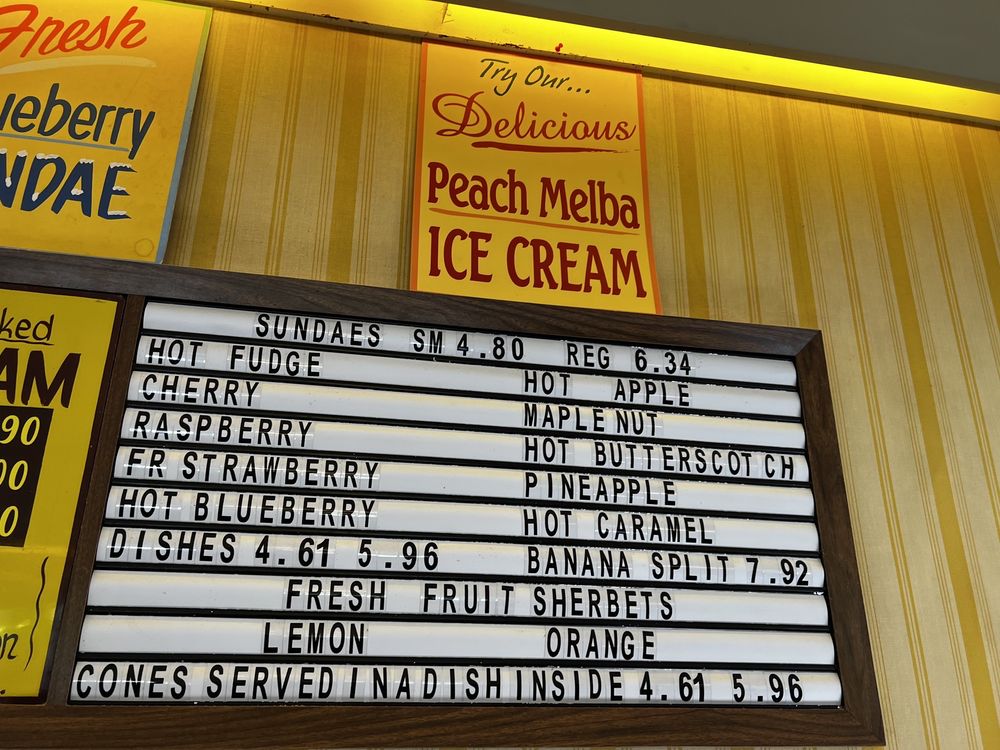 Fresh
NDAE
Try Our...
Delicious
Peach Melba
ICE CREAM
SUNDAES SM 4.80 REG 6.34
HOT FUDGE HOT APPLE
CHERRY MAPLE NUT
RASPBERRY HOT BUTTERSCOTCH
FR STRAWBERRY PINEAPPLE
HOT BLUEBERRY HOT CARAMEL
DISHES 4.61 5.96 BANANA SPLIT 7.92
FRESH FRUIT SHERBETS
LEMON ORANGE
CONES SERVED IN A DISH INSIDE 4.61 5.96
ked
AM
90
00
0